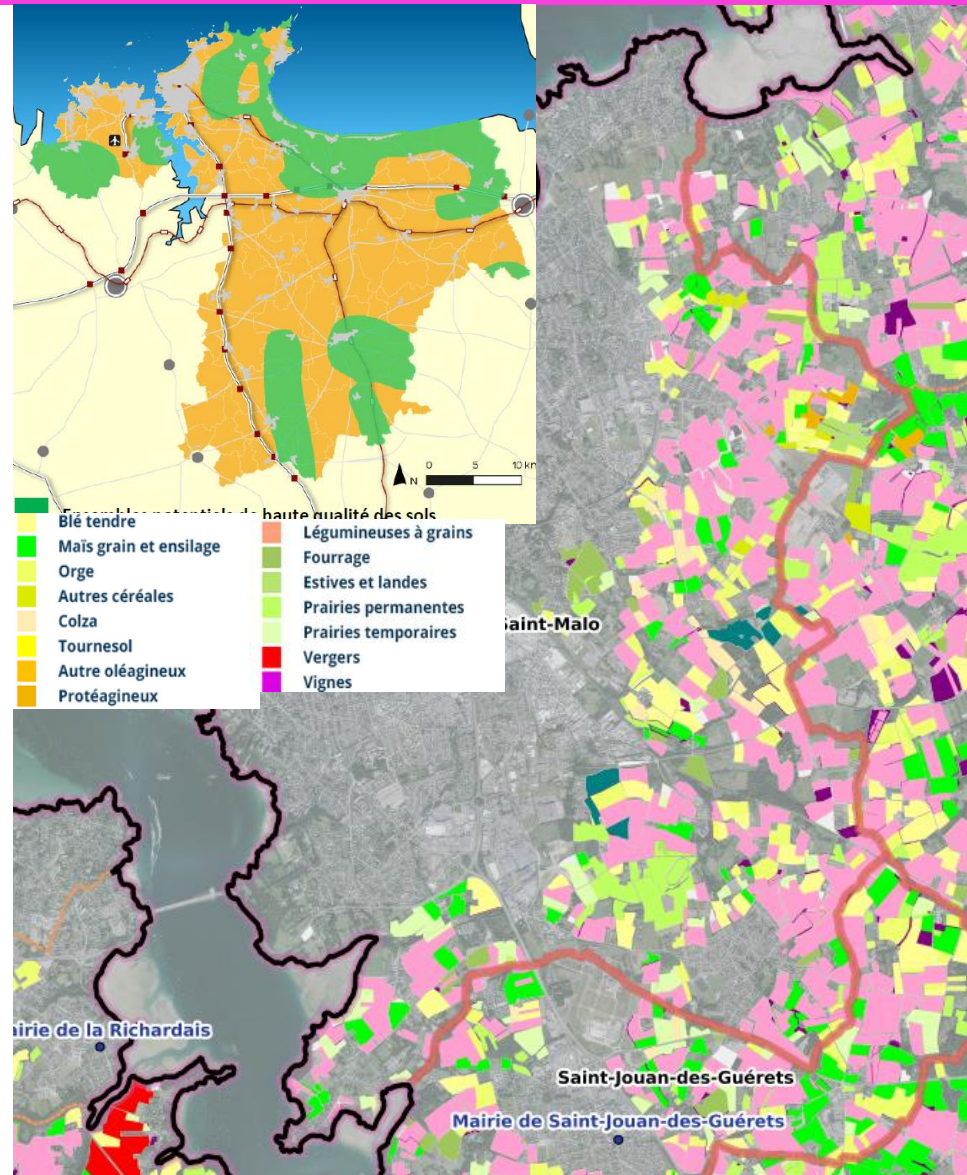 N
0 5 10 km
Ensembles potentiels de haute qualité des sols
Blé tendre
Maïs grain et ensilage
Orge
Autres céréales
Colza
Tournesol
Autre oléagineux
Protéagineux
Légumineuses à grains
Fourrage
Estives et landes
Prairies permanentes
Prairies temporaires
Vergers
Vignes
Saint-Malo
airie de la Richardais
Saint-Jouan-des-Guérets
Mairie de Saint-Jouan-des-Guérets